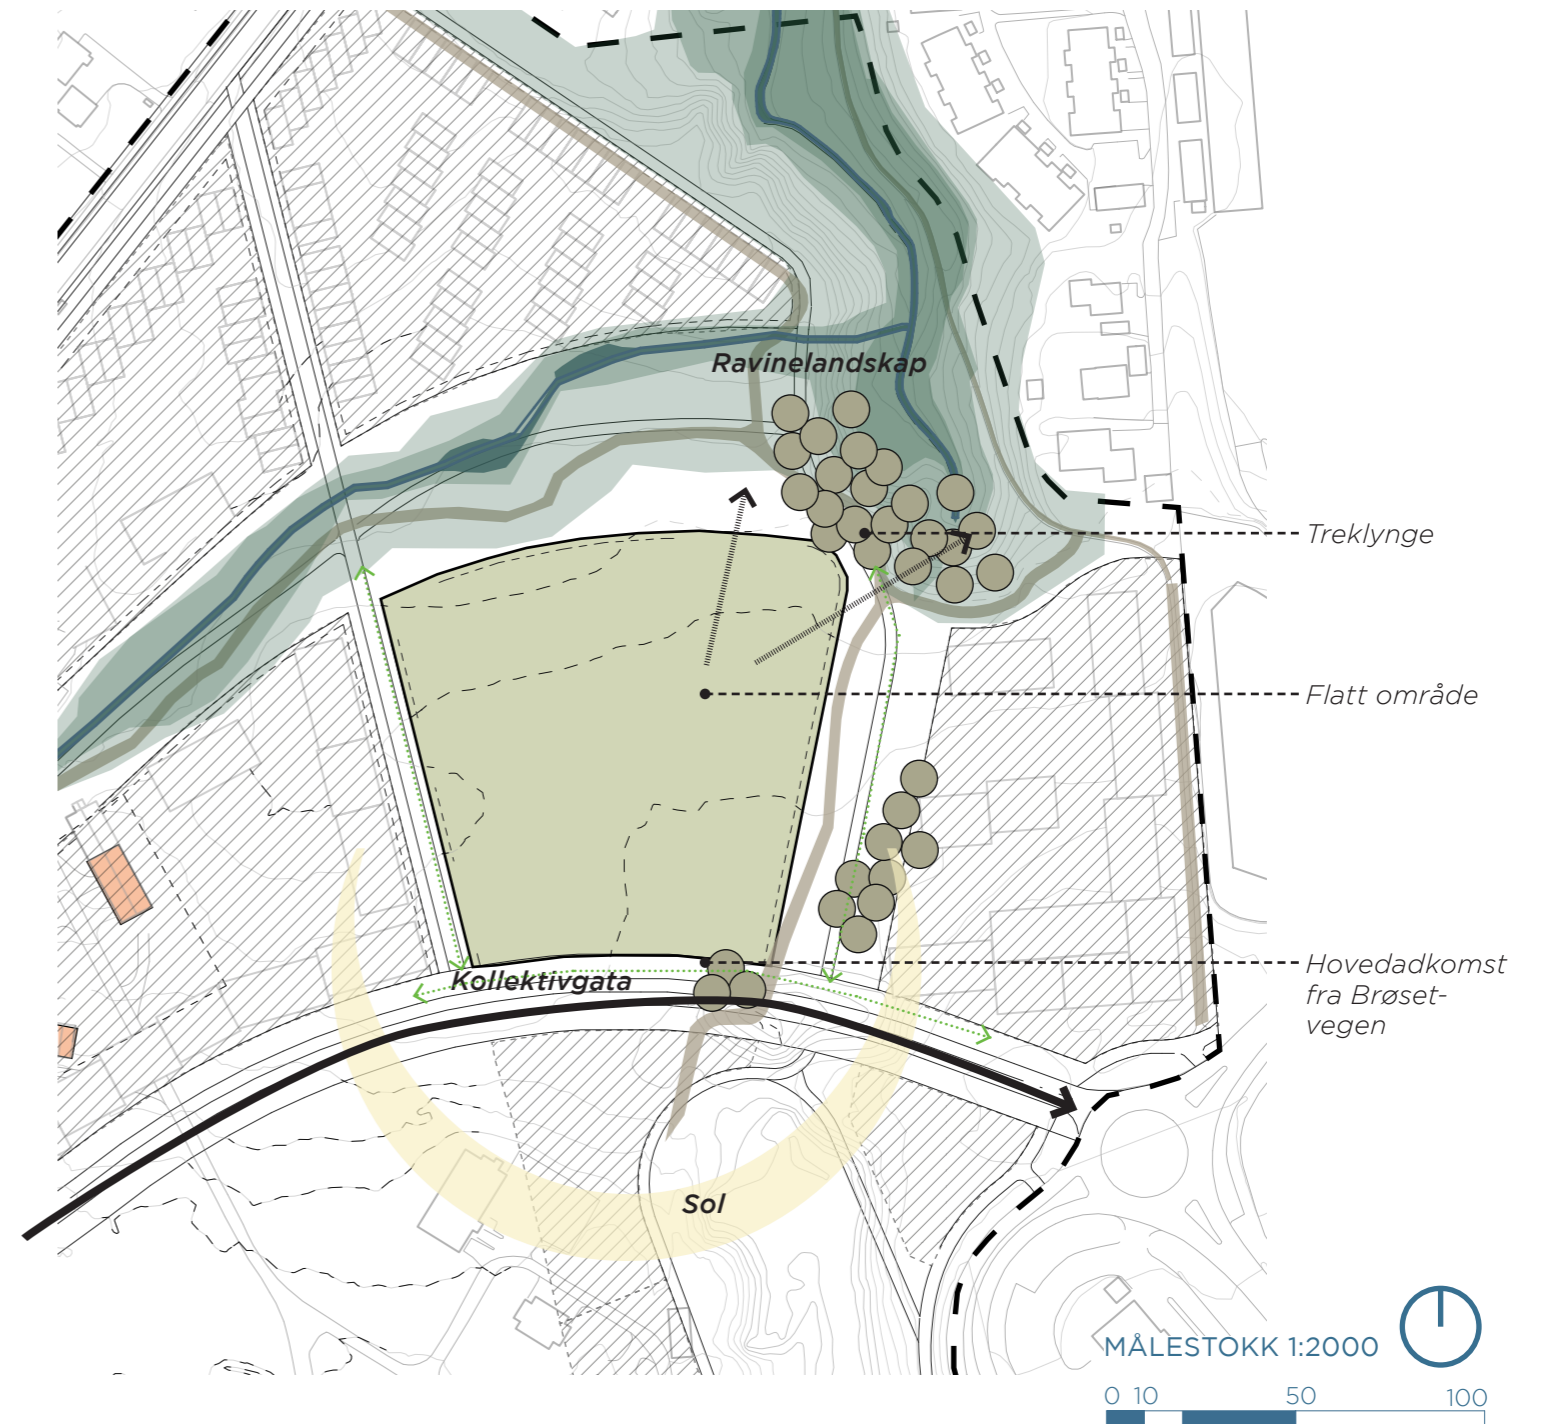 Ravinelandskap
Treklynge
Flatt område
Kollektivgata
Hovedadkomst
fra Brøset-
vegen
Sol
MÅLESTOKK 1:2000
0 10 50 100